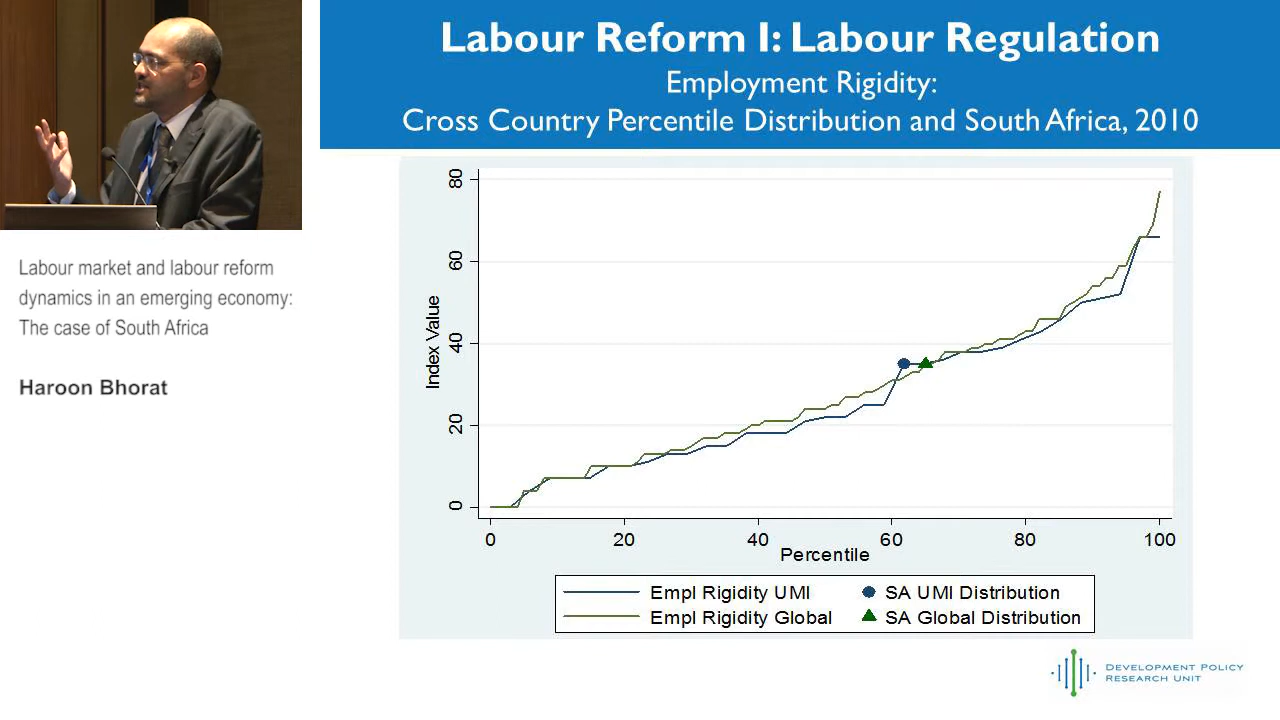 Labour Reform I: Labour Regulation
Employment Rigidity:
Cross Country Percentile Distribution and South Africa, 2010
Labour market and labour reform
dynamics in an emerging economy:
The case of South Africa
Haroon Bhorat
80
60
40
20
0
Index Value
0 20 40 60 80 100
Percentile
Empl Rigidity UMI SA UMI Distribution
Empl Rigidity Global SA Global Distribution
DEVELOPMENT POLICY
RESEARCH UNIT